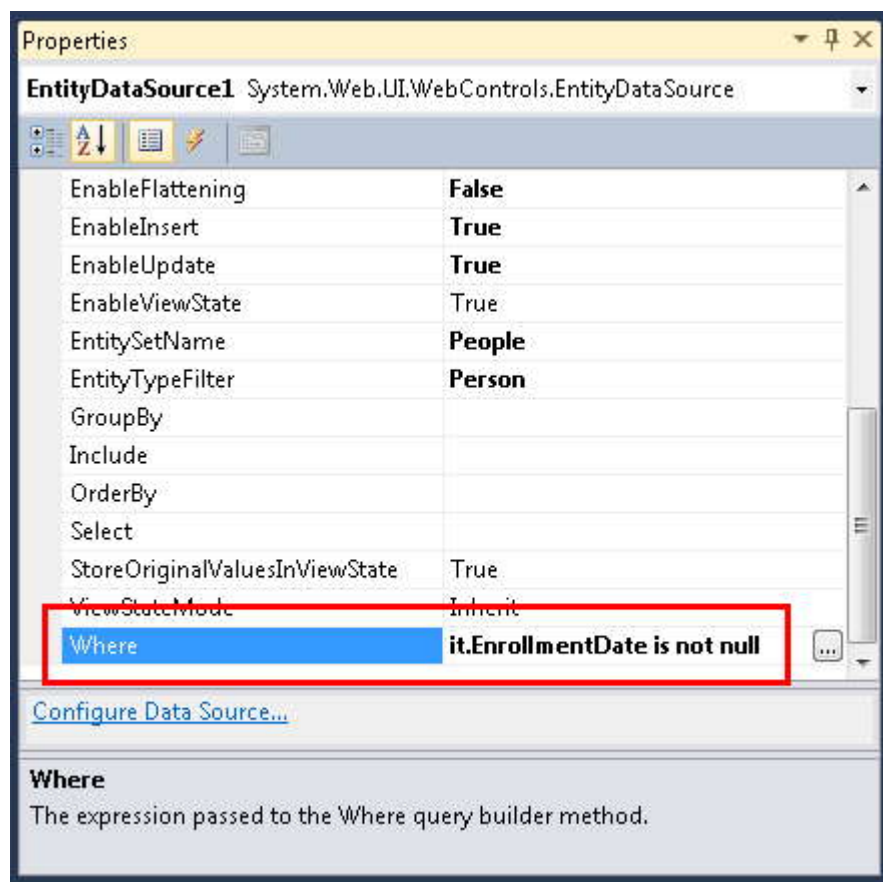 Properties
EntityDataSource1 System.Web.UI.WebControls.EntityDataSource
EnableFlattening False
EnableInsert True
EnableUpdate True
EnableViewState True
EntitySetName People
EntityTypeFilter Person
GroupBy
Include
OrderBy
Select
StoreOriginalValuesInViewState True
ViewStateMode Inherit
Where it.EnrollmentDate is not null ...
Configure Data Source...
Where
The expression passed to the Where query builder method.